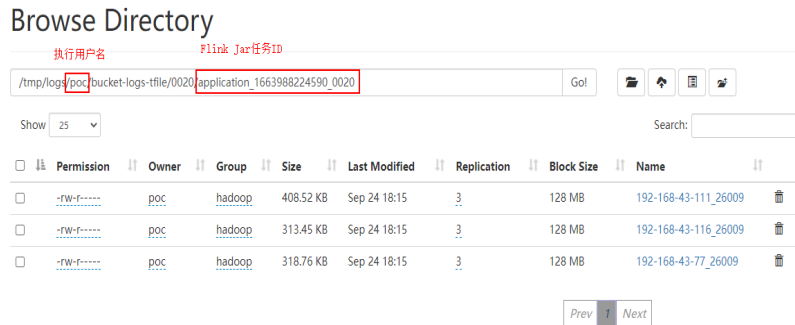 Browse Directory
执行用户名 Flink Jar任务ID
/tmp/logs/poc/bucket-logs-tfile/0020/application_1663988224590_0020 Go!
Show 25 Search:
Permission Owner Group Size Last Modified Replication Block Size Name
-rw-r----- poc hadoop 408.52 KB Sep 24 18:15 3 128 MB 192-168-43-111_26009
-rw-r----- poc hadoop 313.45 KB Sep 24 18:15 3 128 MB 192-168-43-116_26009
-rw-r----- poc hadoop 318.76 KB Sep 24 18:15 3 128 MB 192-168-43-77_26009
Prev 1 Next